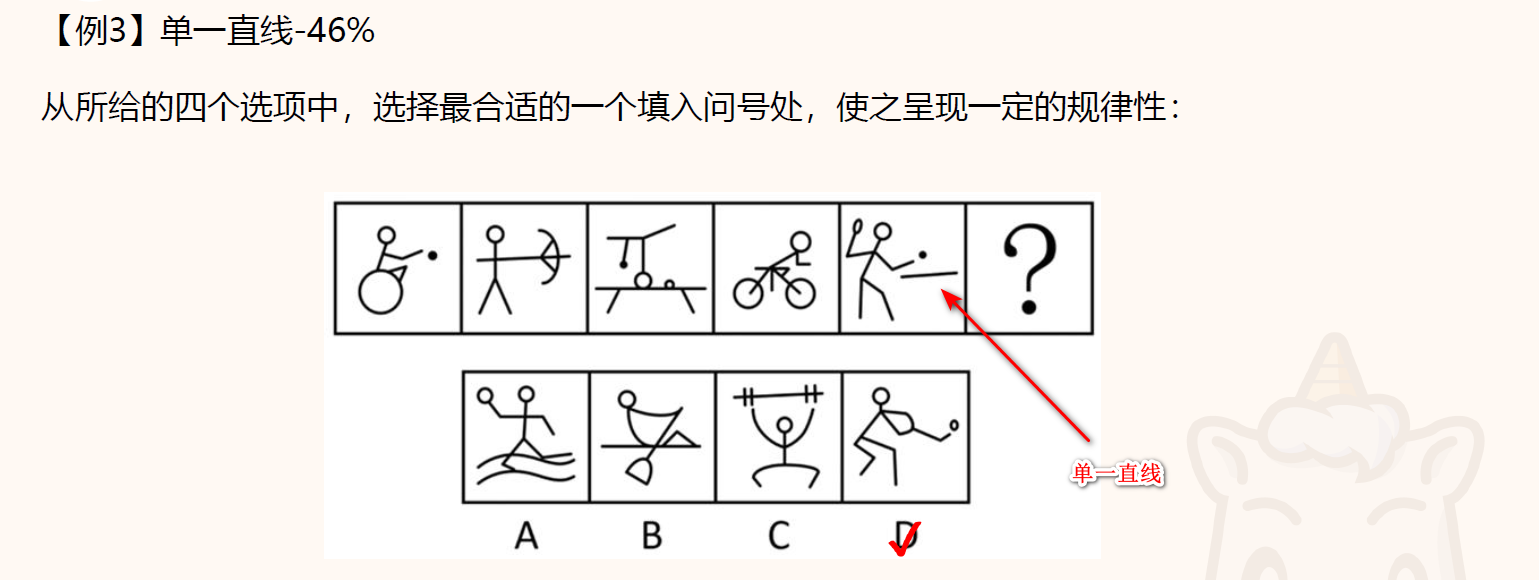 【例3】单一直线-46%
从所给的四个选项中，选择最合适的一个填入问号处，使之呈现一定的规律性：
?
单一直线
A B C D